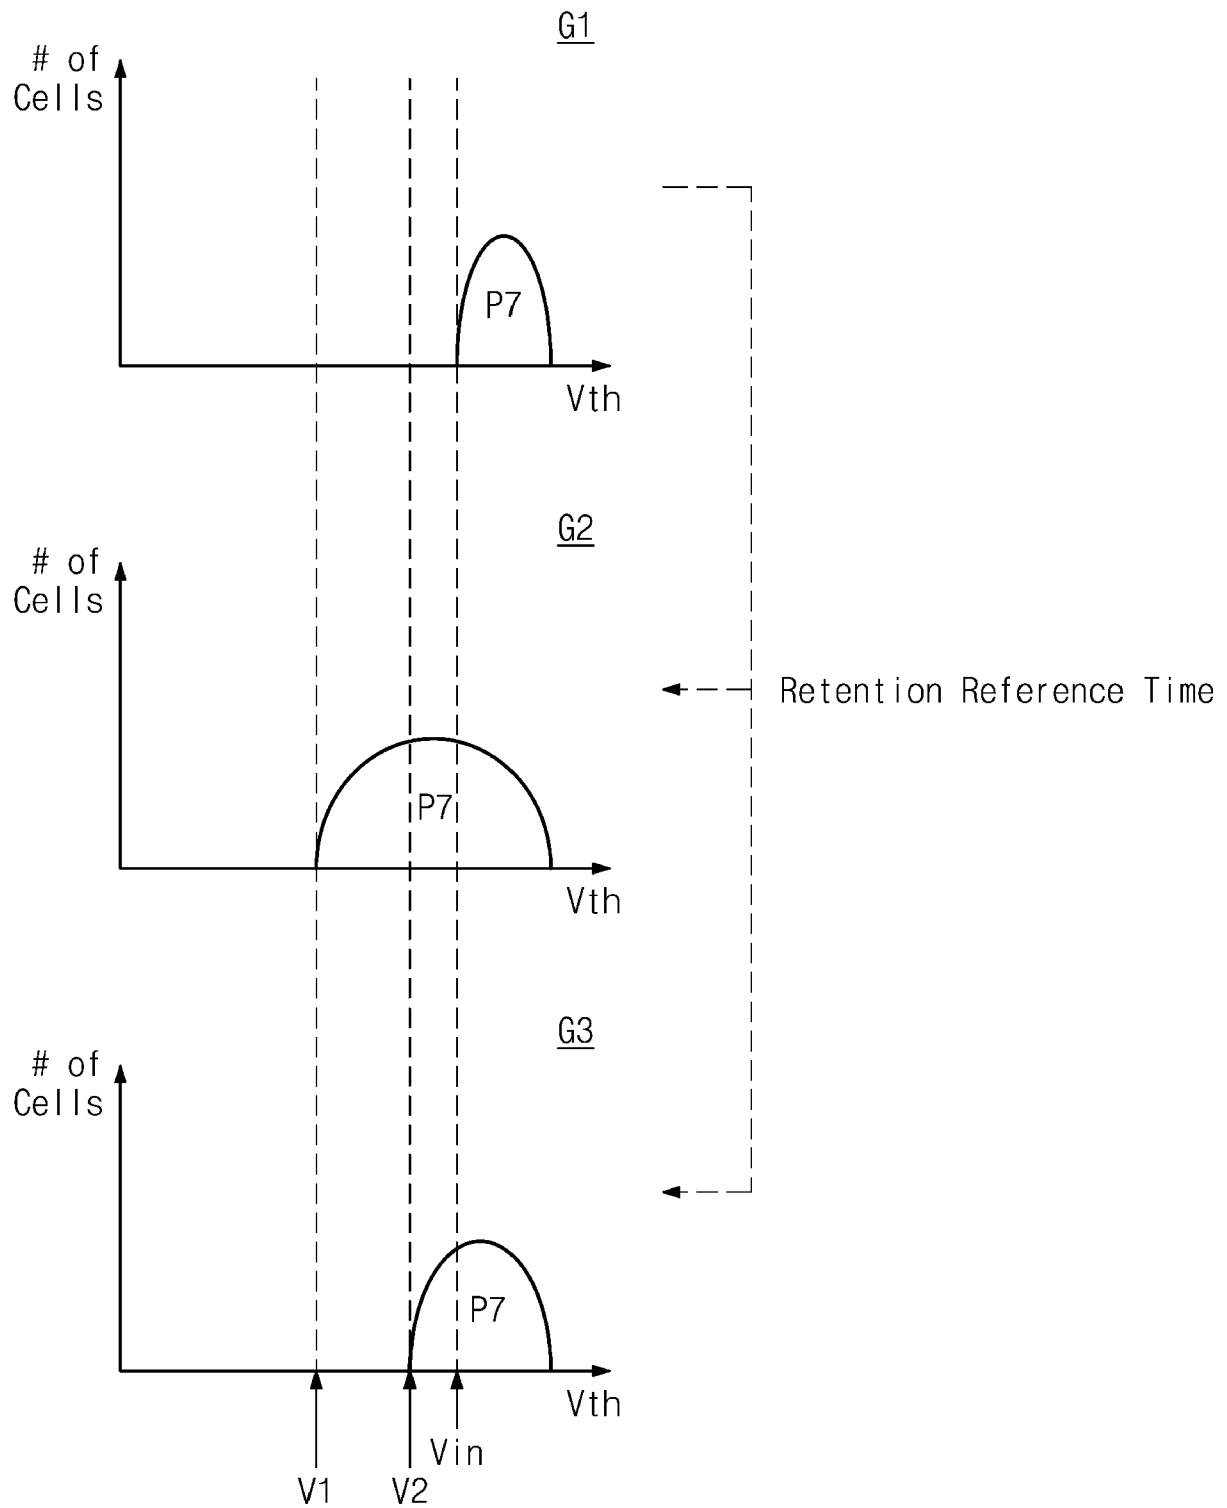 G1
# of
Cells
P7
Vth
G2
# of
Cells
Retention Reference Time
P7
Vth
G3
# of
Cells
P7
Vth
Vin
V1
V2